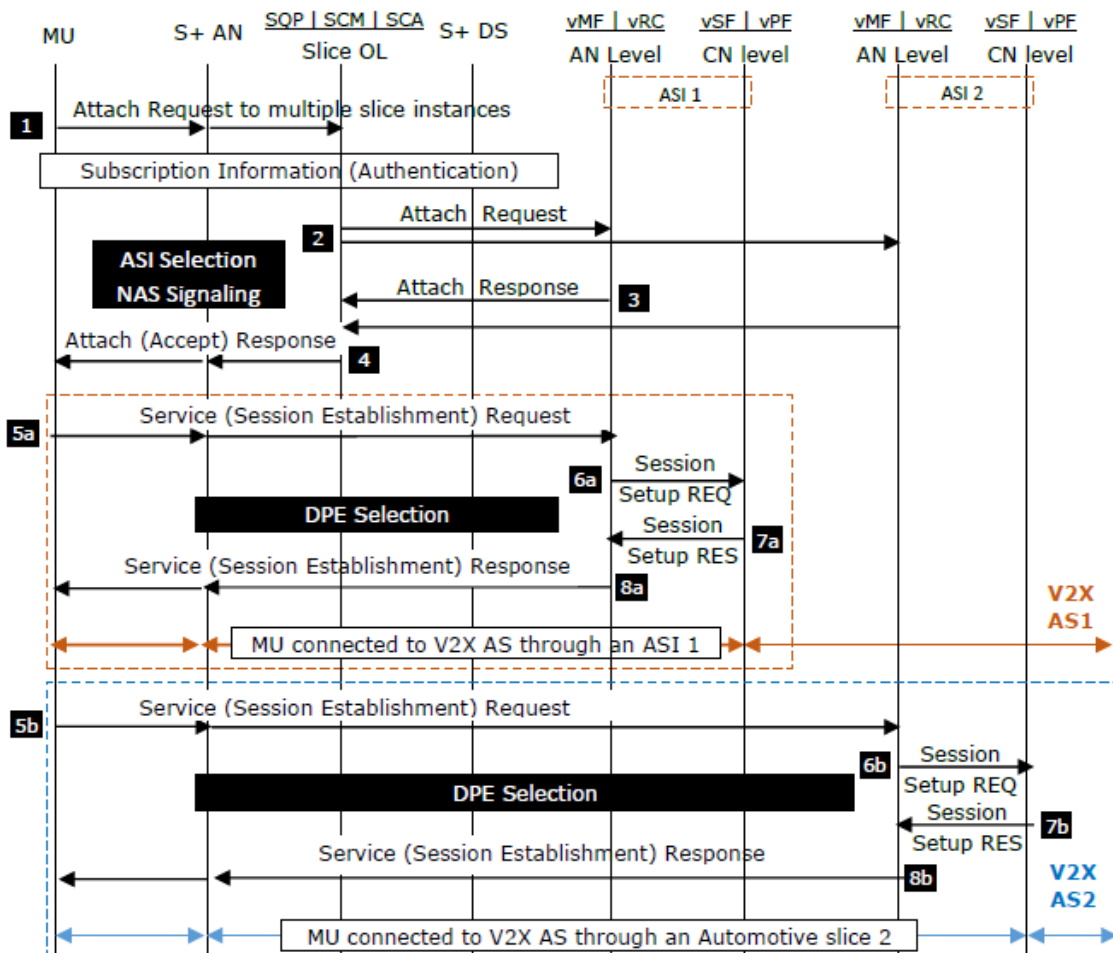 SQP | SCM | SCA
vMF | vRC
vSF | vPF
vMF | vRC
vSF | vPF
MU
S+ AN
Slice OL
S+ DS
AN Level
CN level
AN Level
CN level
ASI 1
ASI 2
Attach Request to multiple slice instances
1
Subscription Information (Authentication)
Attach Request
2
ASI Selection
NAS Signaling
Attach Response
3
Attach (Accept) Response
4
Service (Session Establishment) Request
5a
Session
6a
Setup REQ
DPE Selection
Session
7a
Setup RES
Service (Session Establishment) Response
8a
V2X
AS1
MU connected to V2X AS through an ASI 1
Service (Session Establishment) Request
5b
Session
6b
Setup REQ
DPE Selection
Session
7b
Setup RES
Service (Session Establishment) Response
8b
V2X
AS2
MU connected to V2X AS through an Automotive slice 2